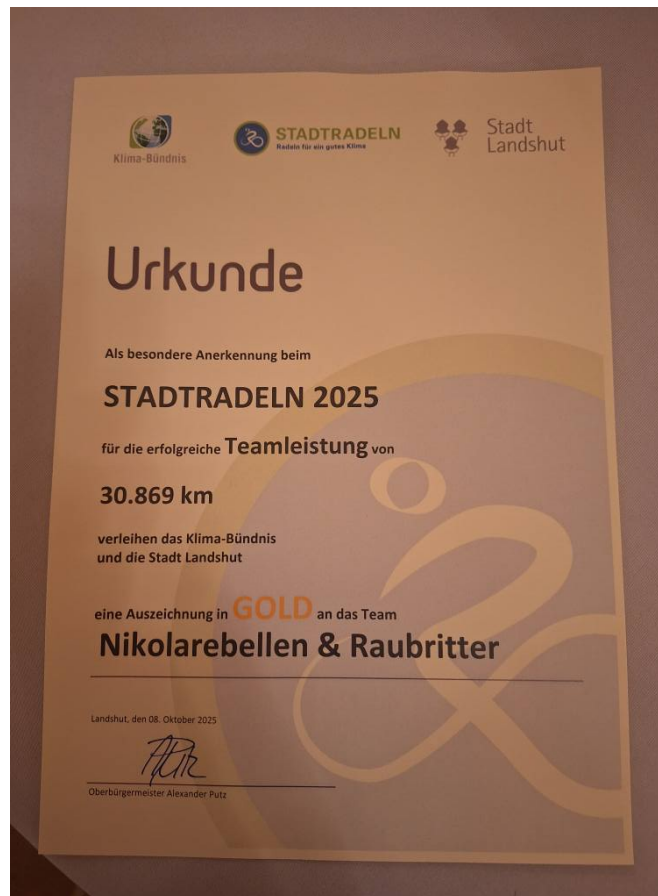 Klima-Bündnis
STADTRADELN
Radeln für ein gutes Klima
Stadt
Landshut
Urkunde
Als besondere Anerkennung beim
STADTRADELN 2025
für die erfolgreiche Teamleistung von
30.869 km
verleihen das Klima-Bündnis
und die Stadt Landshut
eine Auszeichnung in GOLD an das Team
Nikolarebellen & Raubritter
Landshut, den 08. Oktober 2025
APutz
Oberbürgermeister Alexander Putz